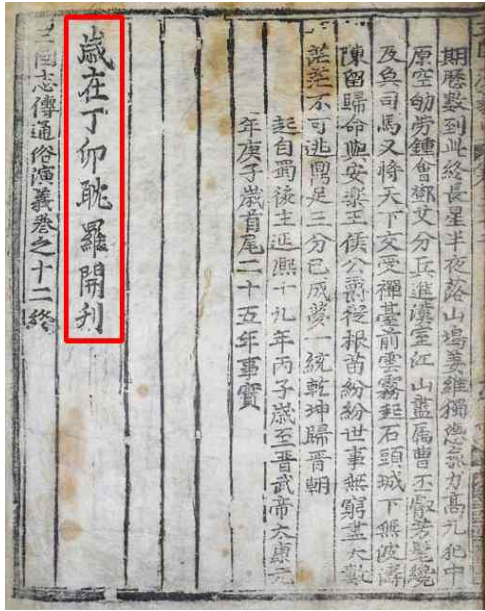 期歷數到此終長星半夜落山塢姜維獨憑氣力高九犯中
原空劬劳鍾會鄧艾分兵進漢室江山盡属曹丕叡芳髦纔
及奐司馬又將天下交受禪臺前雲霧起石頭城下無波濤
陳留歸命與安樂王侯公爵從根苗紛紛世事無窮盡天數
茫茫不可逃鼎足三分已成夢一統乾坤歸晋朝
起自蜀後主延熙十九年丙子歲至晋武帝太康元
年庚子歲首尾二十五年事實
歲在丁卯耽羅開刋
三國志傳通俗演義卷之十二終